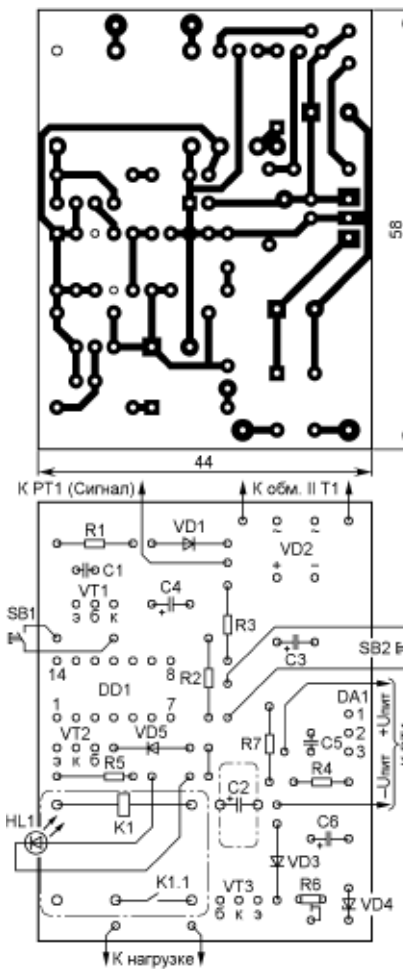 58
44
К РТ1 (Сигнал)
К обм. II Т1
R1
VD1
~ ~
VD2
+ −
C1
VT1
C4
+
э б к
SB1
R3
+
C3
SB2
14
8
R2
DD1
1
7
DA1
+Uпит
1
2
3
VT2
VD5
R7
C5
э к б
R5
C2
+
R4
−Uпит
HL1
K1
C6
+
VD3
K1.1
VT3
R6
VD4
б к э
К нагрузке